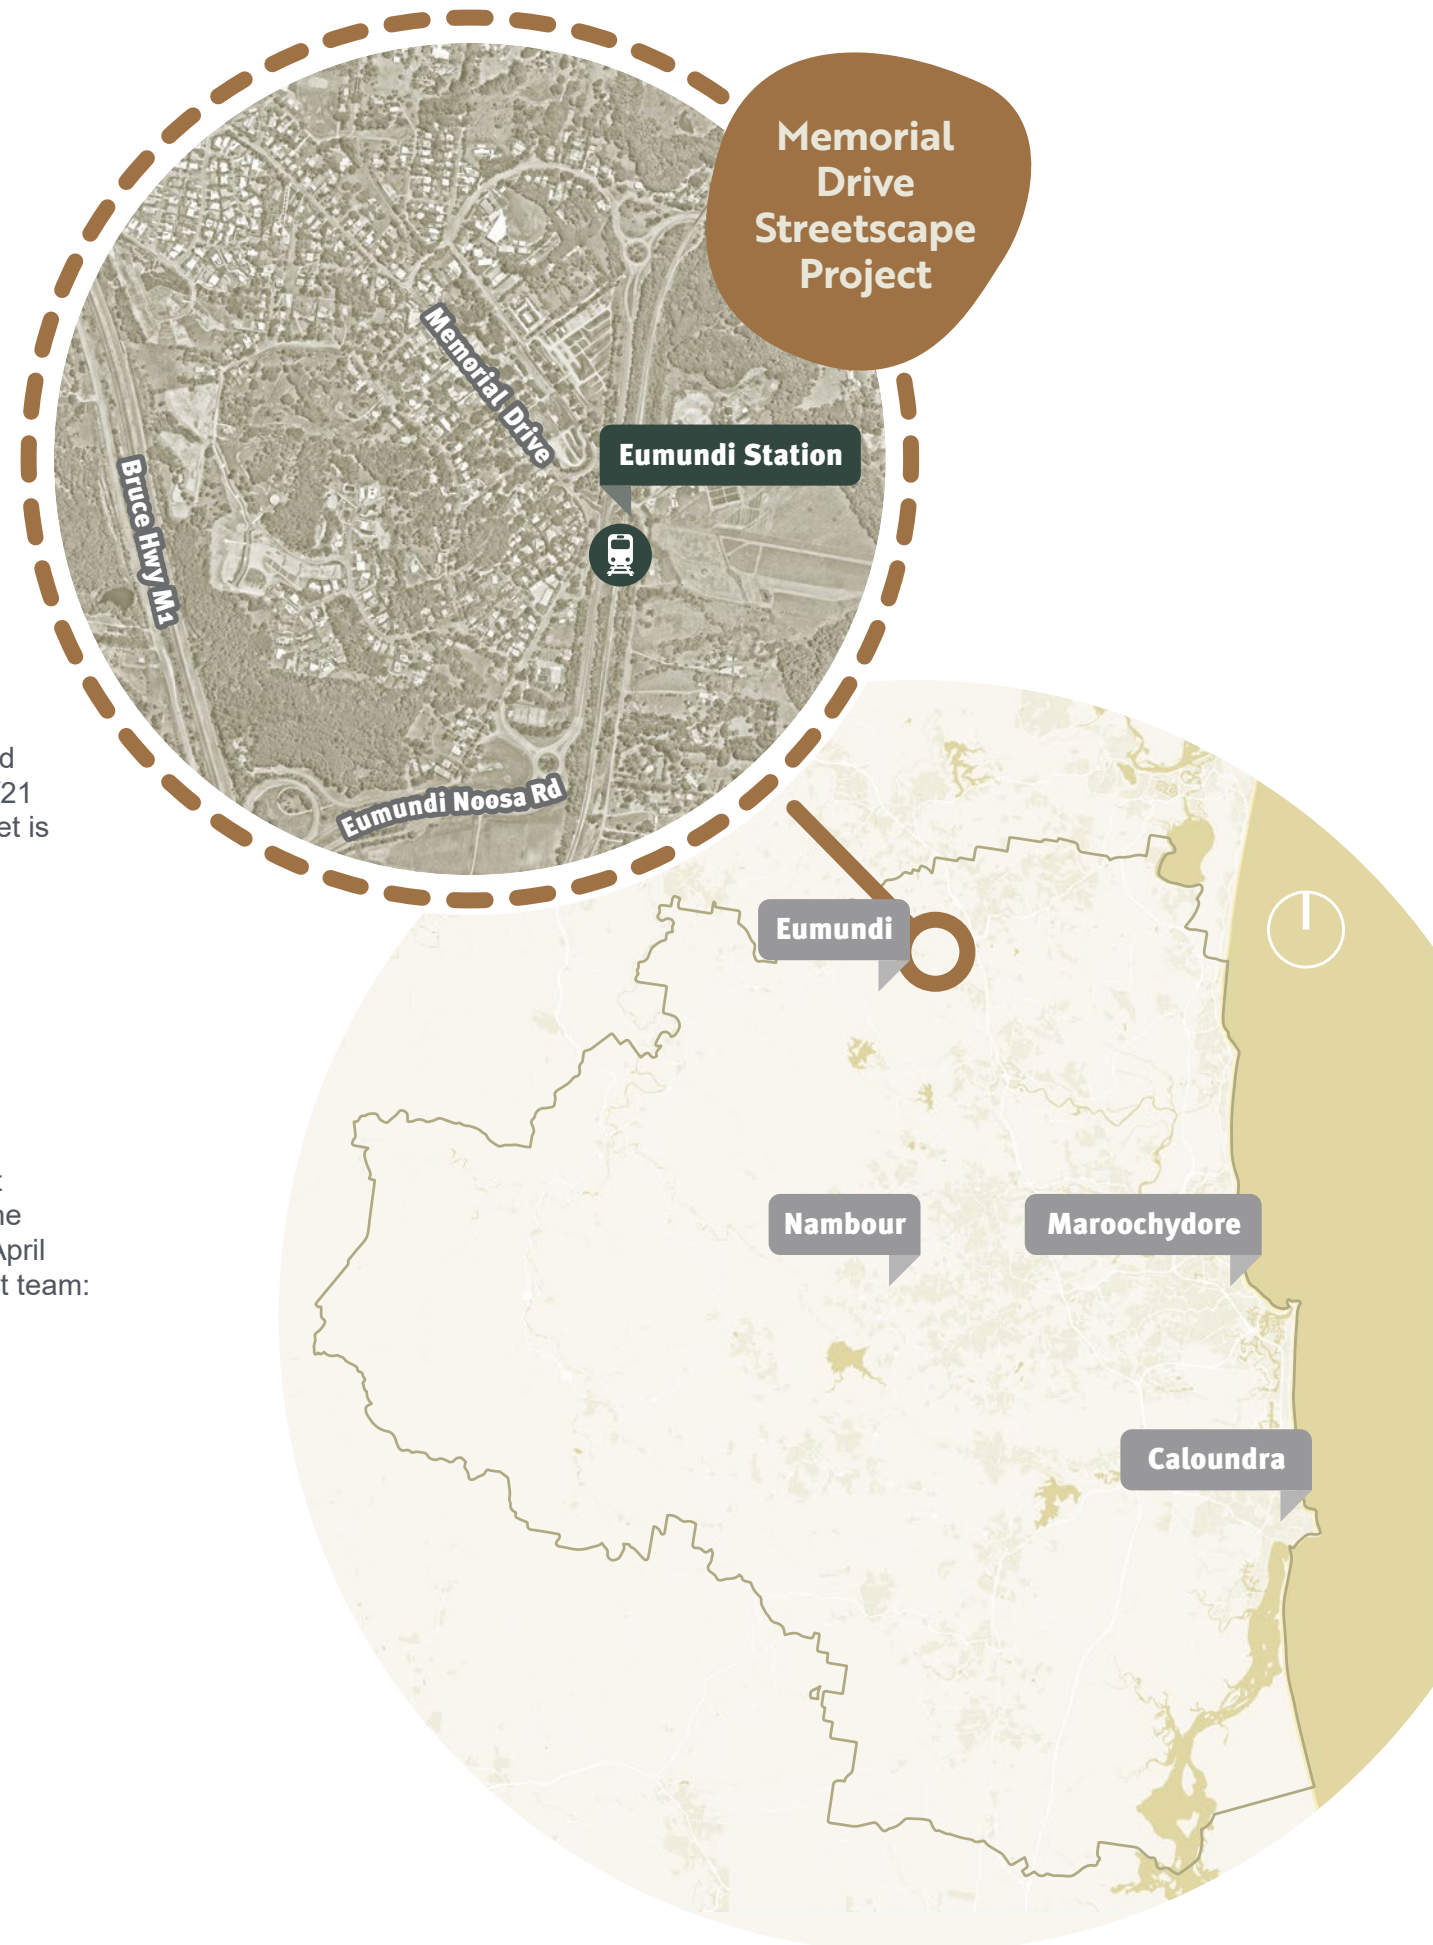 Memorial
Drive
Streetscape
Project
Memorial Drive
Eumundi Station
Bruce Hwy M1
Eumundi Noosa Rd
d
21
et is
Eumundi
Nambour
Maroochydore
April
t team:
Caloundra